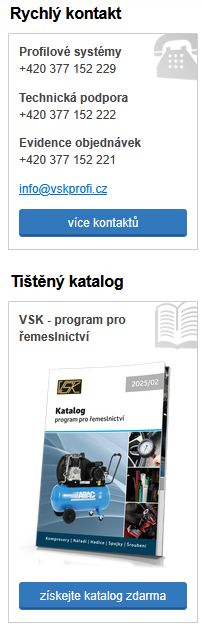 Rychlý kontakt
Profilové systémy
+420 377 152 229
Technická podpora
+420 377 152 222
Evidence objednávek
+420 377 152 221
info@vskprofi.cz
více kontaktů
Tištěný katalog
VSK - program pro
řemeslnictví
VSK
2025/02
Katalog
program pro řemeslnictví
ABAC
Kompresory | Nářadí | Hadice | Spojky | Šroubení
získejte katalog zdarma